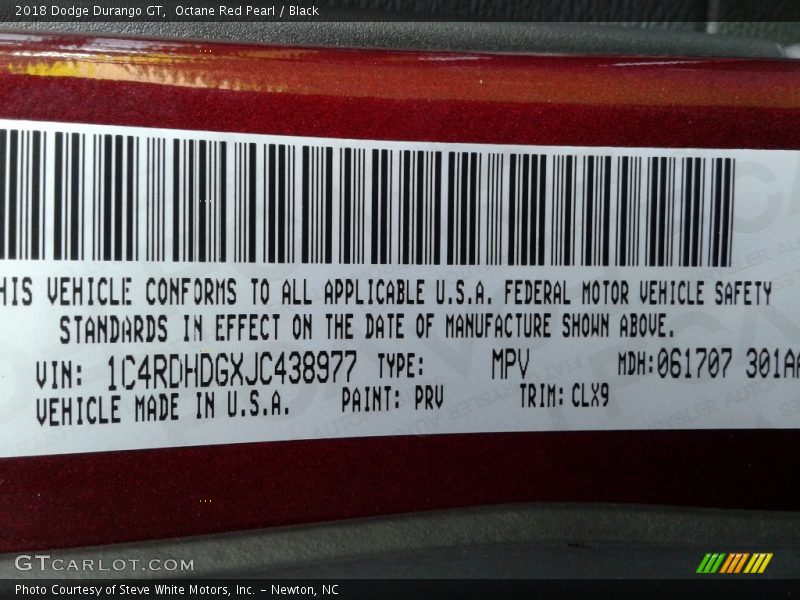 2018 Dodge Durango GT, Octane Red Pearl / Black
HIS VEHICLE CONFORMS TO ALL APPLICABLE U.S.A. FEDERAL MOTOR VEHICLE SAFETY
STANDARDS IN EFFECT ON THE DATE OF MANUFACTURE SHOWN ABOVE.
VIN: 1C4RDHDGXJC438977 TYPE: MPV MDH:061707 301AA
VEHICLE MADE IN U.S.A. PAINT: PRV TRIM: CLX9
GTCARLOT.COM
Photo Courtesy of Steve White Motors, Inc. – Newton, NC